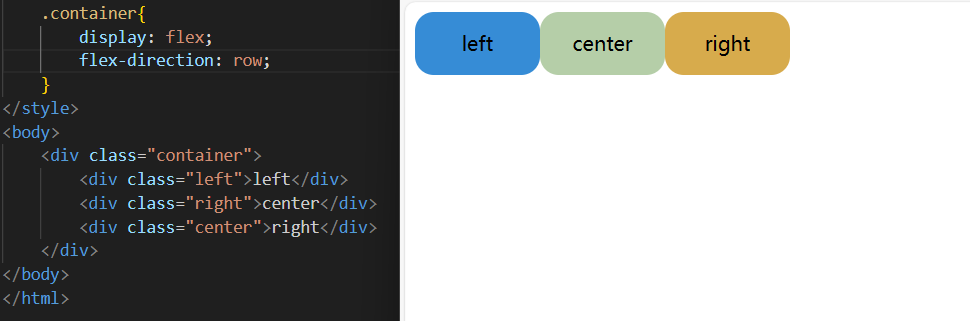 .container{
display: flex;
flex-direction: row;
}
</style>
<body>
<div class="container">
<div class="left">left</div>
<div class="right">center</div>
<div class="center">right</div>
</div>
</body>
</html>
left center right